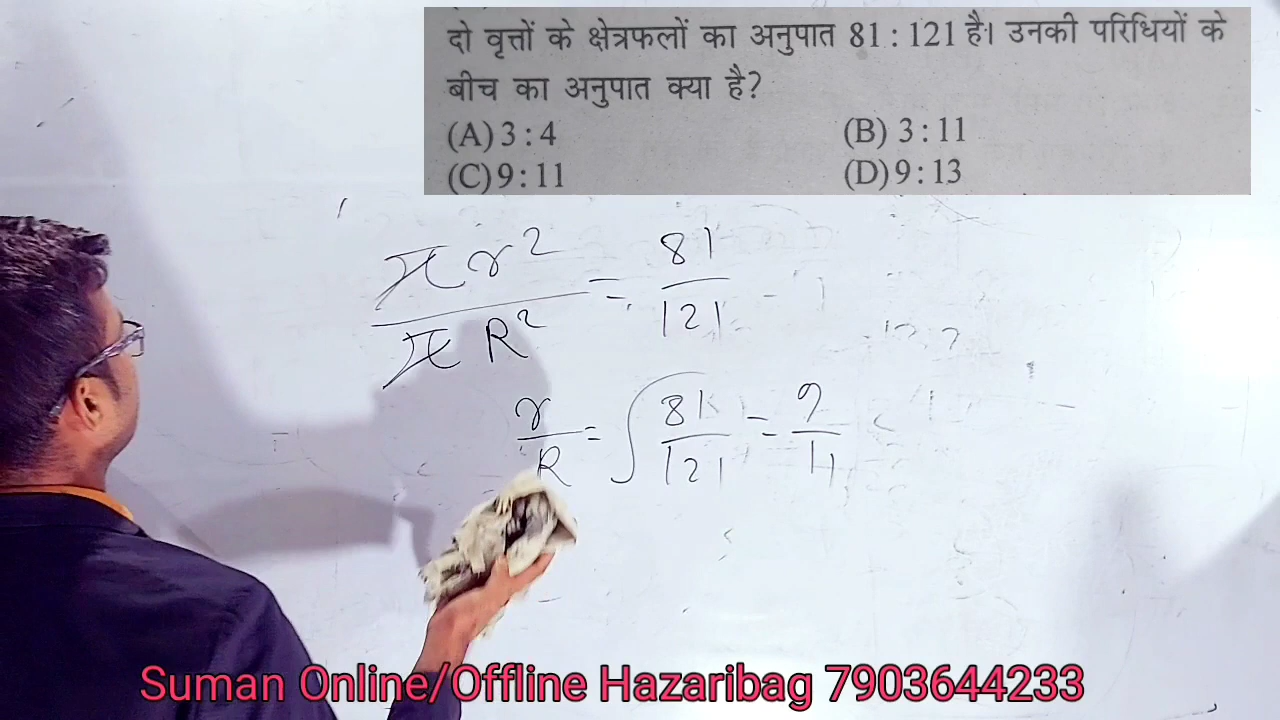 दो वृत्तों के क्षेत्रफलों का अनुपात 81 : 121 है। उनकी परिधियों के
बीच का अनुपात क्या है?
(A) 3 : 4
(B) 3 : 11
(C) 9 : 11
(D) 9 : 13
πr² / πR² = 81 / 121
r / R = √81 / 121 = 9 / 11
Suman Online/Offline Hazaribag 7903644233